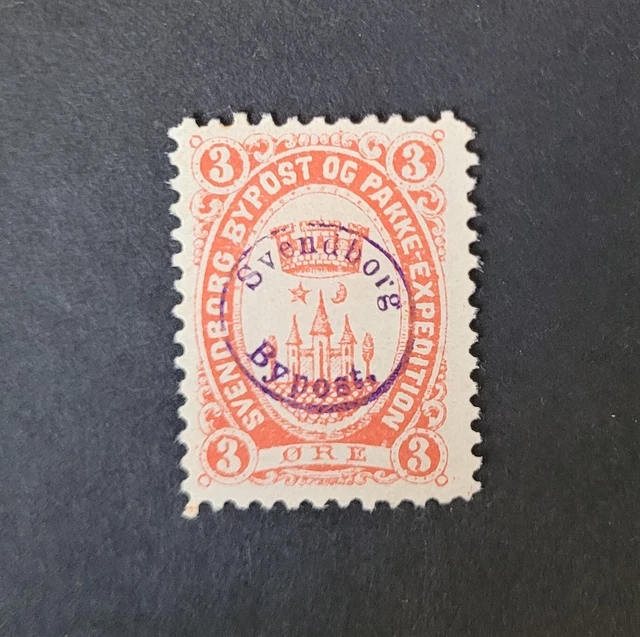 3 3
SVENDBORG BYPOST OG PAKKE-EXPEDITION
Svendborg
Bypost.
3 ØRE 3